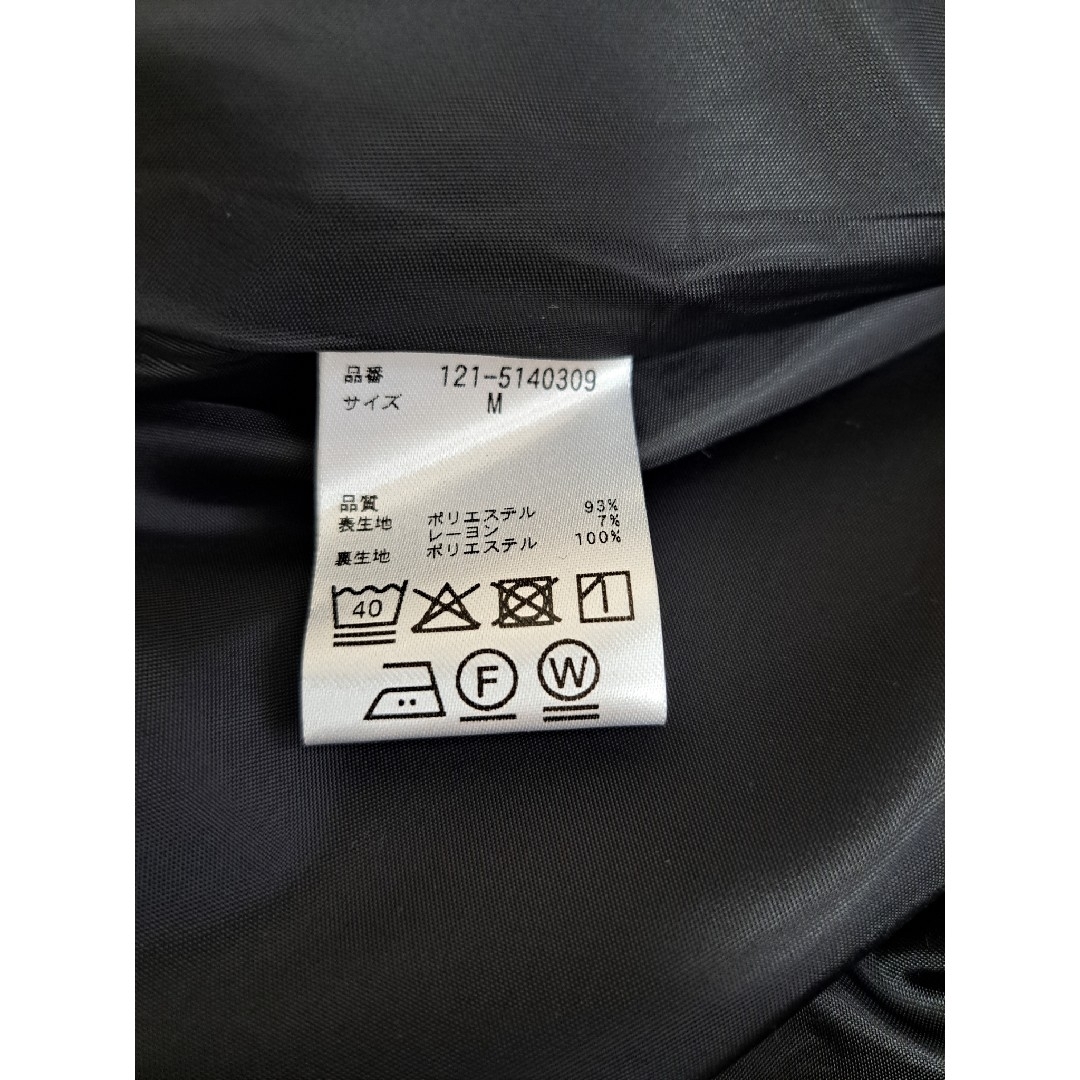 品番 121-5140309
サイズ M
品質
表生地 ポリエステル 93%
レーヨン 7%
裏生地 ポリエステル 100%
40
F W